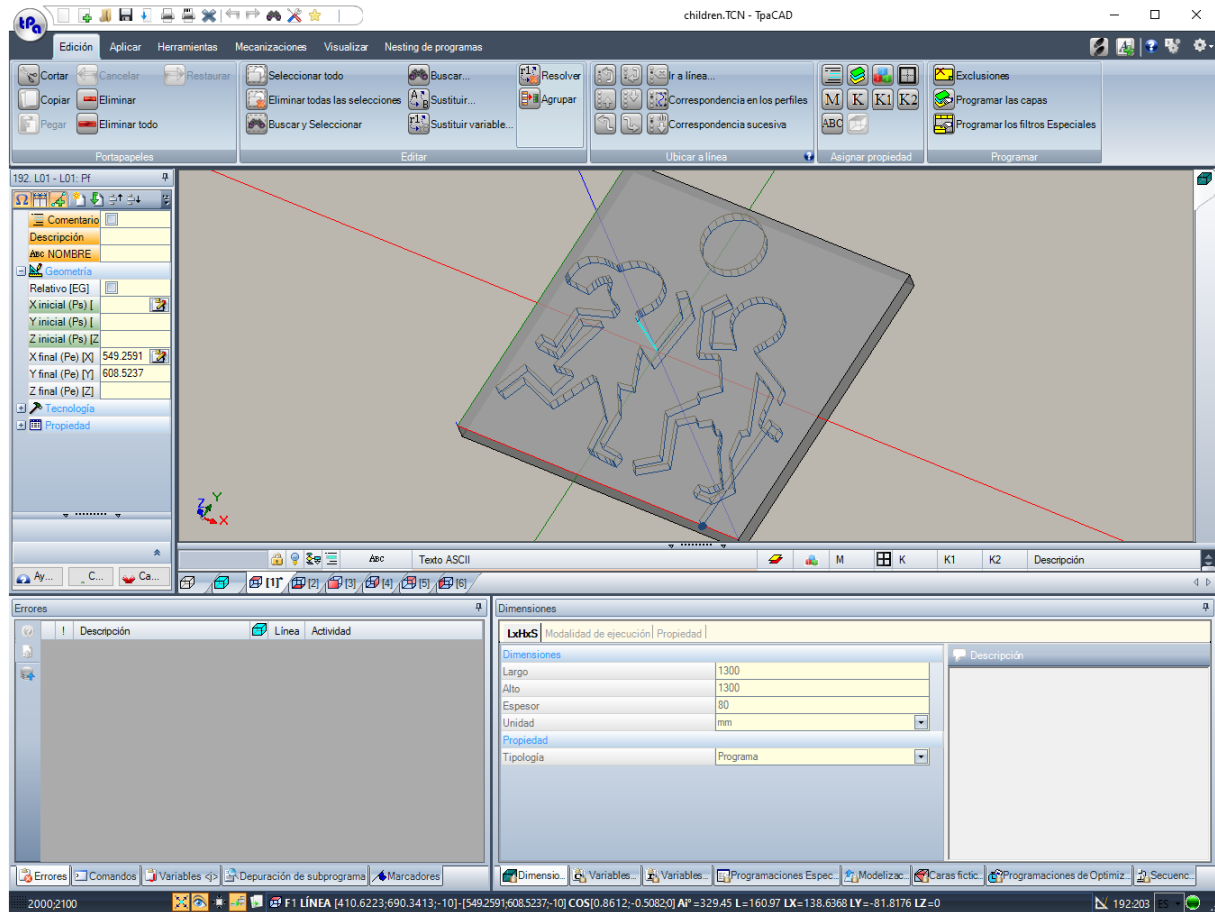 tpa
children.TCN - TpaCAD
Edición Aplicar Herramientas Mecanizaciones Visualizar Nesting de programas
Cortar Cancelar Restaurar Seleccionar todo Buscar... Resolver Ir a línea... Exclusiones
Copiar Eliminar Eliminar todas las selecciones Sustituir... Agrupar Correspondencia en los perfiles M K K1 K2 Programar las capas
Pegar Eliminar todo Buscar y Seleccionar Sustituir variable... Correspondencia sucesiva ABC Programar los filtros Especiales
Portapapeles Editar Ubicar a línea Asignar propiedad Programar
192. L01 - L01: Pf
Comentario
Descripción
ABC NOMBRE
Geometría
Relativo [EG]
X inicial (Ps) [
Y inicial (Ps) [
Z inicial (Ps) [Z
X final (Pe) [X] 549.2591
Y final (Pe) [Y] 608.5237
Z final (Pe) [Z]
Tecnología
Propiedad
Z Y X
ABC Texto ASCII M K K1 K2 Descripción
Ay... C... Ca...
[1]* [2] [3] [4] [5] [6]
Errores
! Descripción Línea Actividad
Dimensiones
LxHxS Modalidad de ejecución Propiedad
Dimensiones
Largo 1300
Alto 1300
Espesor 80
Unidad mm
Propiedad
Tipología Programa
Descripción
Errores Comandos Variables <j> Depuración de subprograma Marcadores
Dimensio... Variables... Variables... Programaciones Espec... Modelizac... Caras fictic... Programaciones de Optimiz... Secuenc...
2000;2100 F1 LÍNEA [410.6223;690.3413;-10]-[549.2591;608.5237;-10] COS[0.8612;-0.5082;0] Ai°=329.45 L=160.97 LX=138.6368 LY=-81.8176 LZ=0 192:203 ES